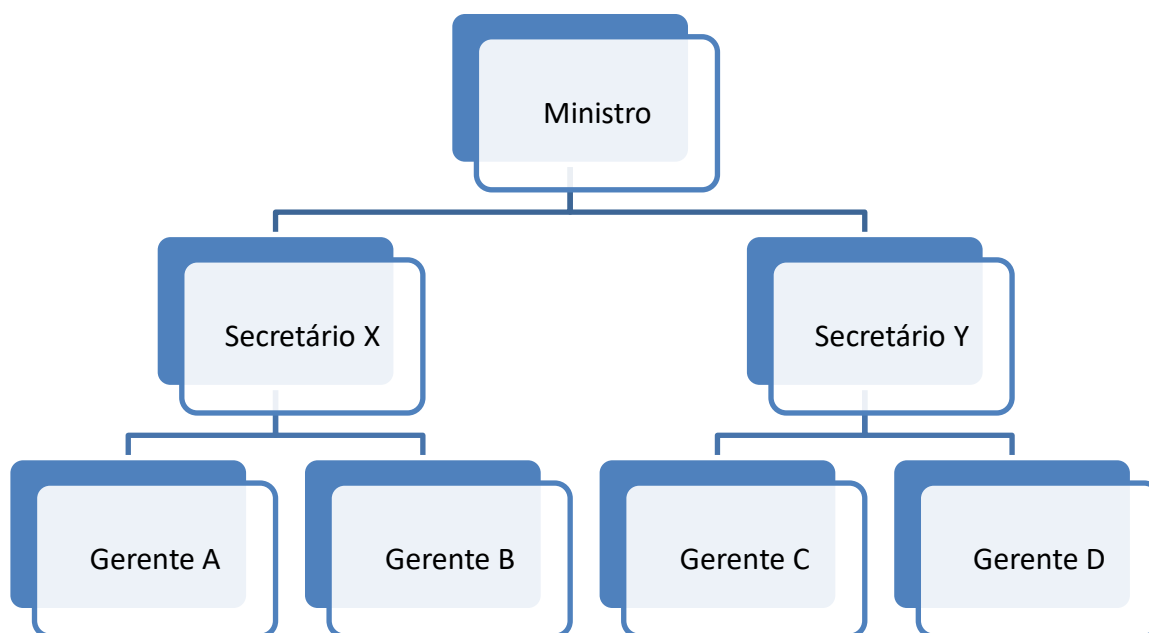 Ministro
Secretário X
Secretário Y
Gerente A
Gerente B
Gerente C
Gerente D